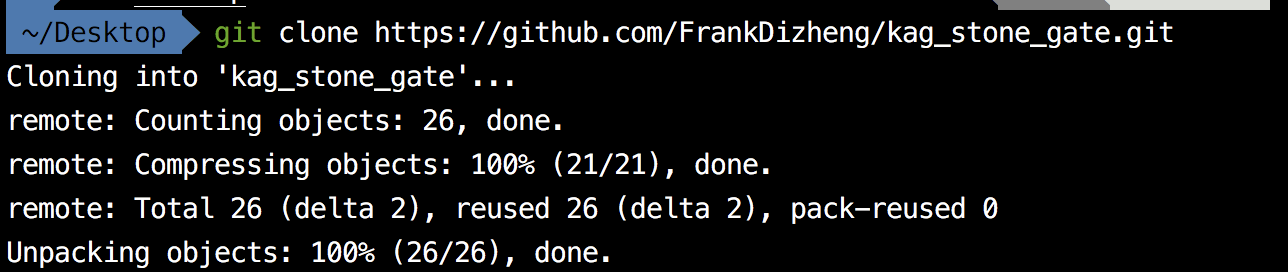 ~/Desktop git clone https://github.com/FrankDizheng/kag_stone_gate.git
Cloning into 'kag_stone_gate'...
remote: Counting objects: 26, done.
remote: Compressing objects: 100% (21/21), done.
remote: Total 26 (delta 2), reused 26 (delta 2), pack-reused 0
Unpacking objects: 100% (26/26), done.